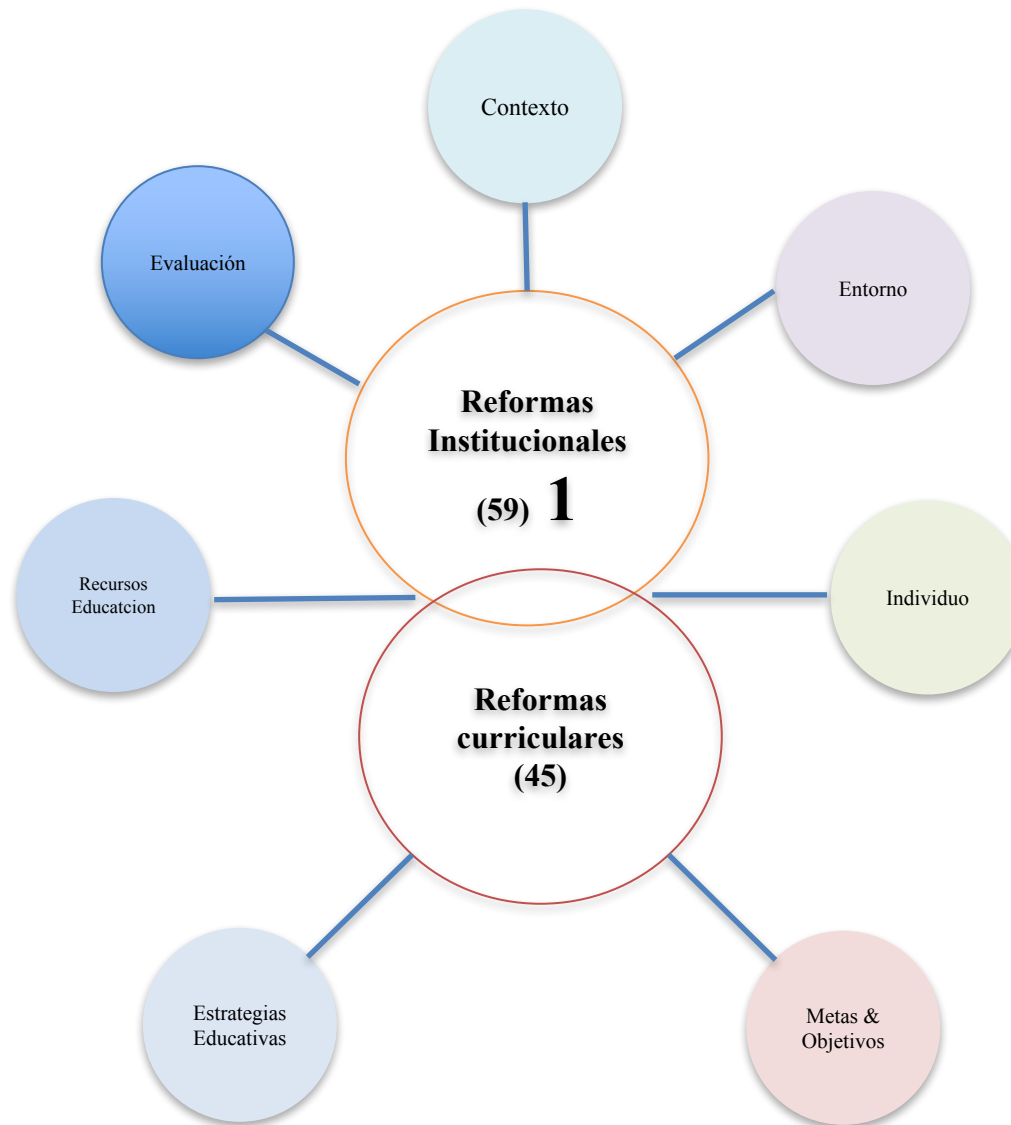 Contexto
Evaluación
Entorno
Reformas
Institucionales
(59) 1
Recursos
Educatcion
Individuo
Reformas
curriculares
(45)
Estrategias
Educativas
Metas &
Objetivos